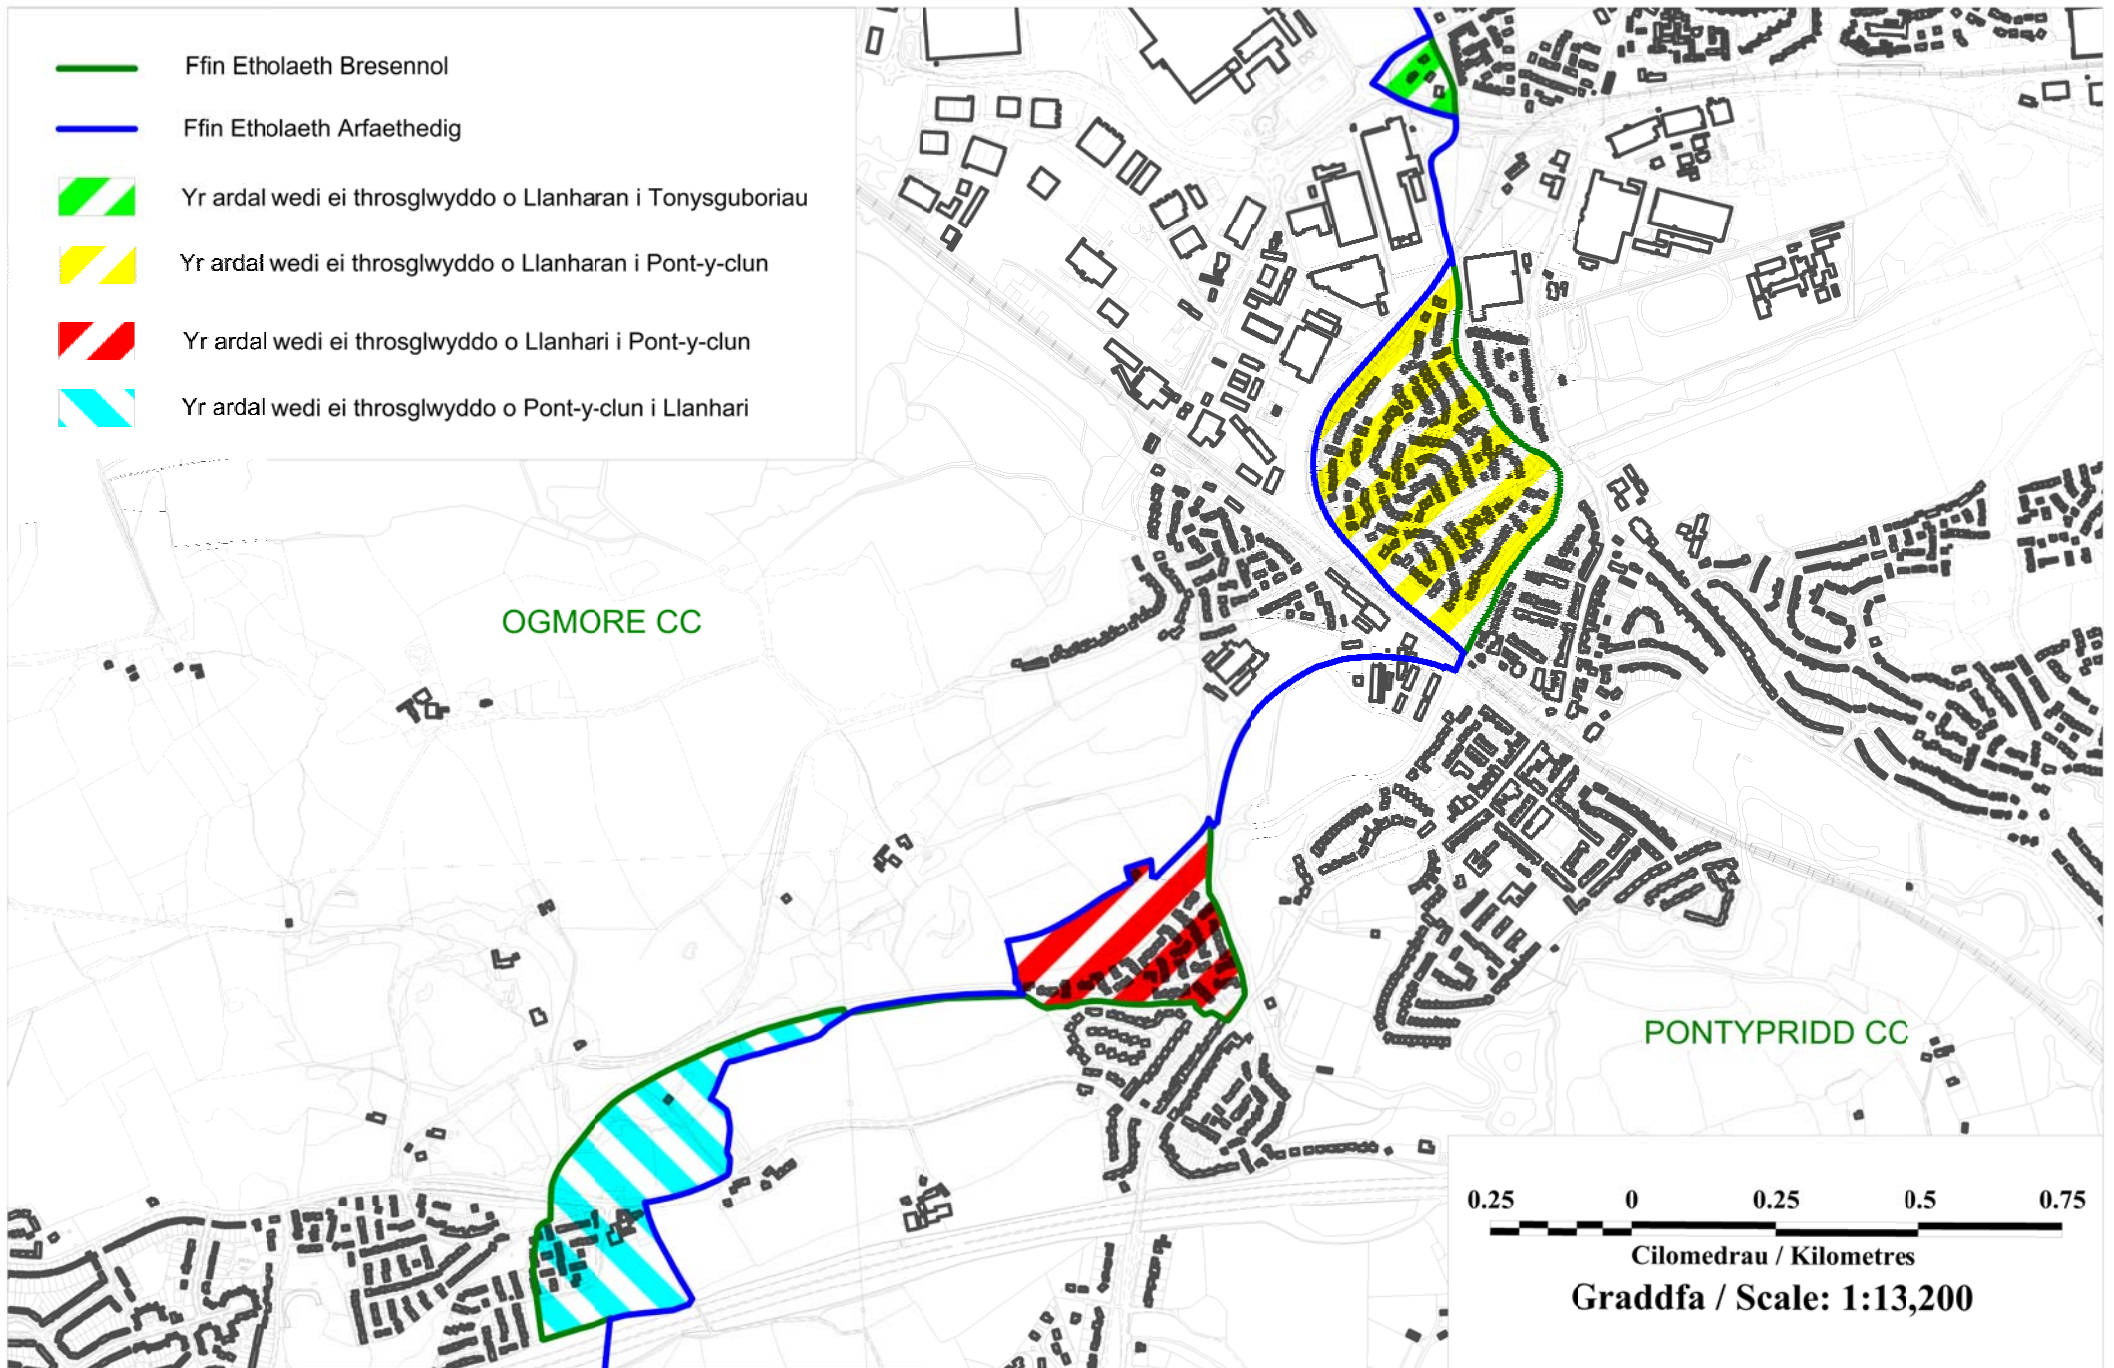 Ffin Etholaeth Bresennol
Ffin Etholaeth Arfaethedig
Yr ardal wedi ei throsglwyddo o Llanharan i Tonysguboriau
Yr ardal wedi ei throsglwyddo o Llanharan i Pont-y-clun
Yr ardal wedi ei throsglwyddo o Llanhari i Pont-y-clun
Yr ardal wedi ei throsglwyddo o Pont-y-clun i Llanhari
OGMORE CC
PONTYPRIDD CC
0.25 0 0.25 0.5 0.75
Cilomedrau / Kilometres
Graddfa / Scale: 1:13,200